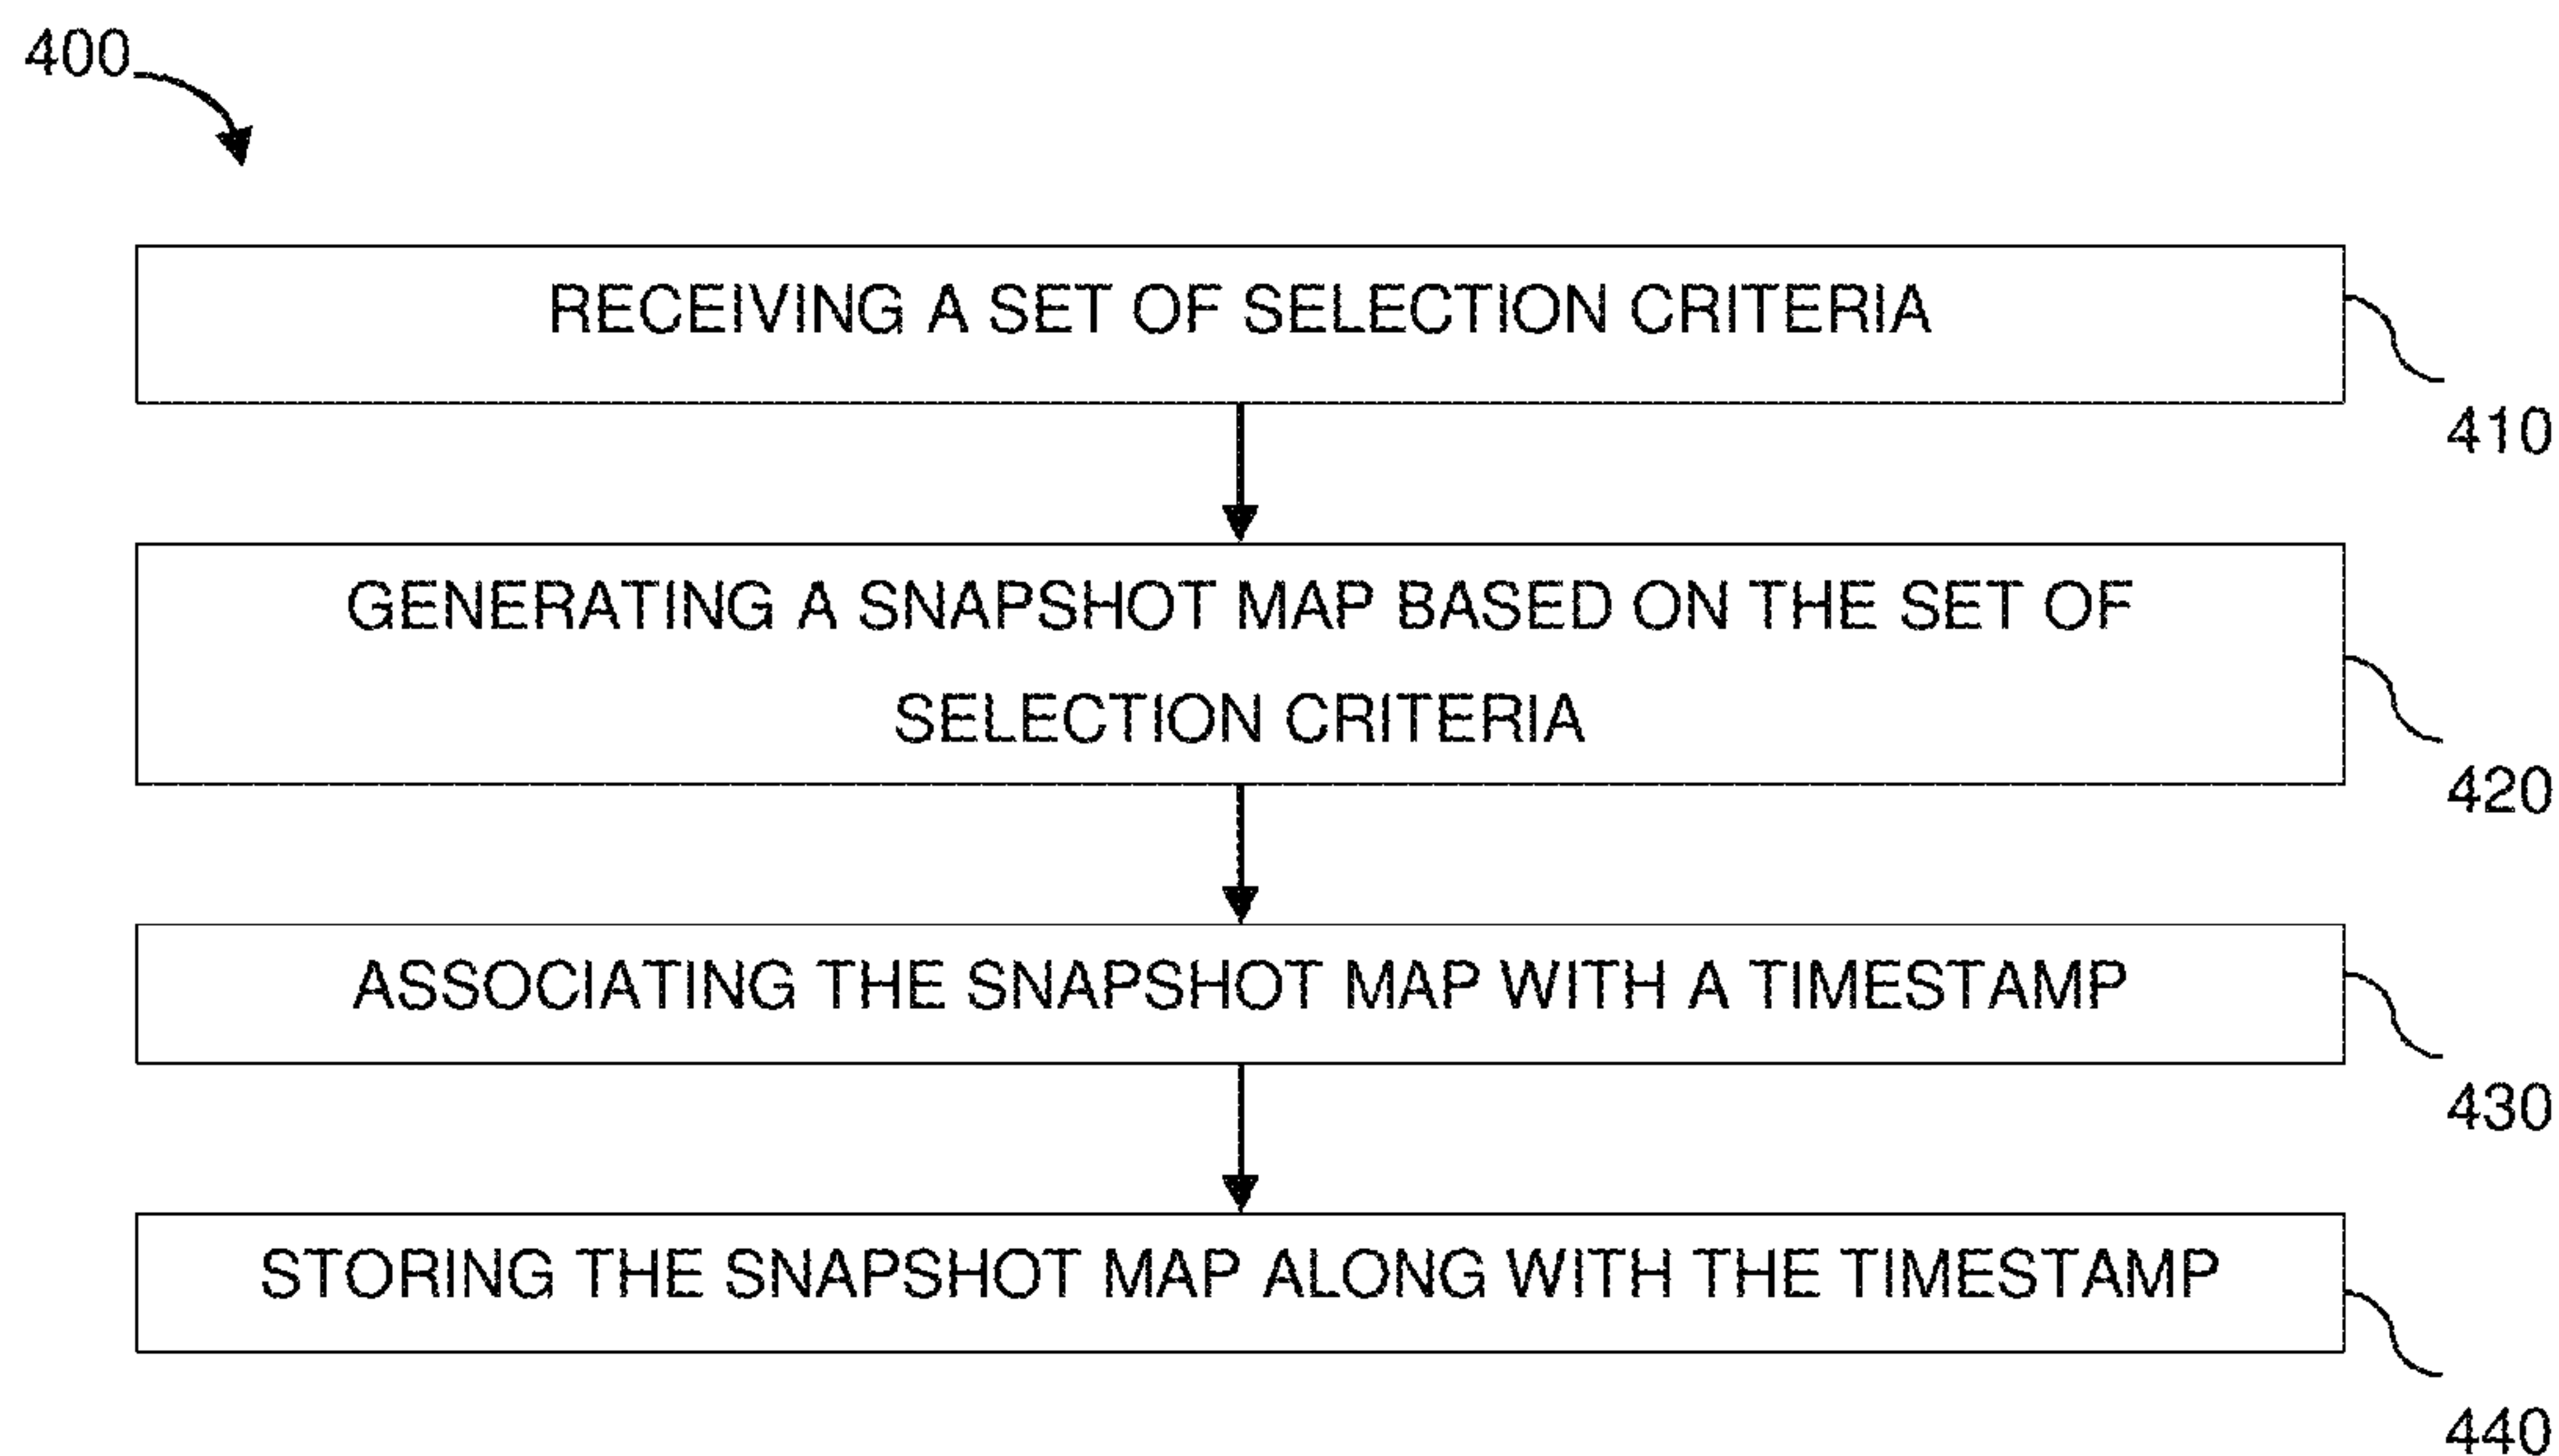 400
RECEIVING A SET OF SELECTION CRITERIA
410
GENERATING A SNAPSHOT MAP BASED ON THE SET OF
SELECTION CRITERIA
420
ASSOCIATING THE SNAPSHOT MAP WITH A TIMESTAMP
430
STORING THE SNAPSHOT MAP ALONG WITH THE TIMESTAMP
440